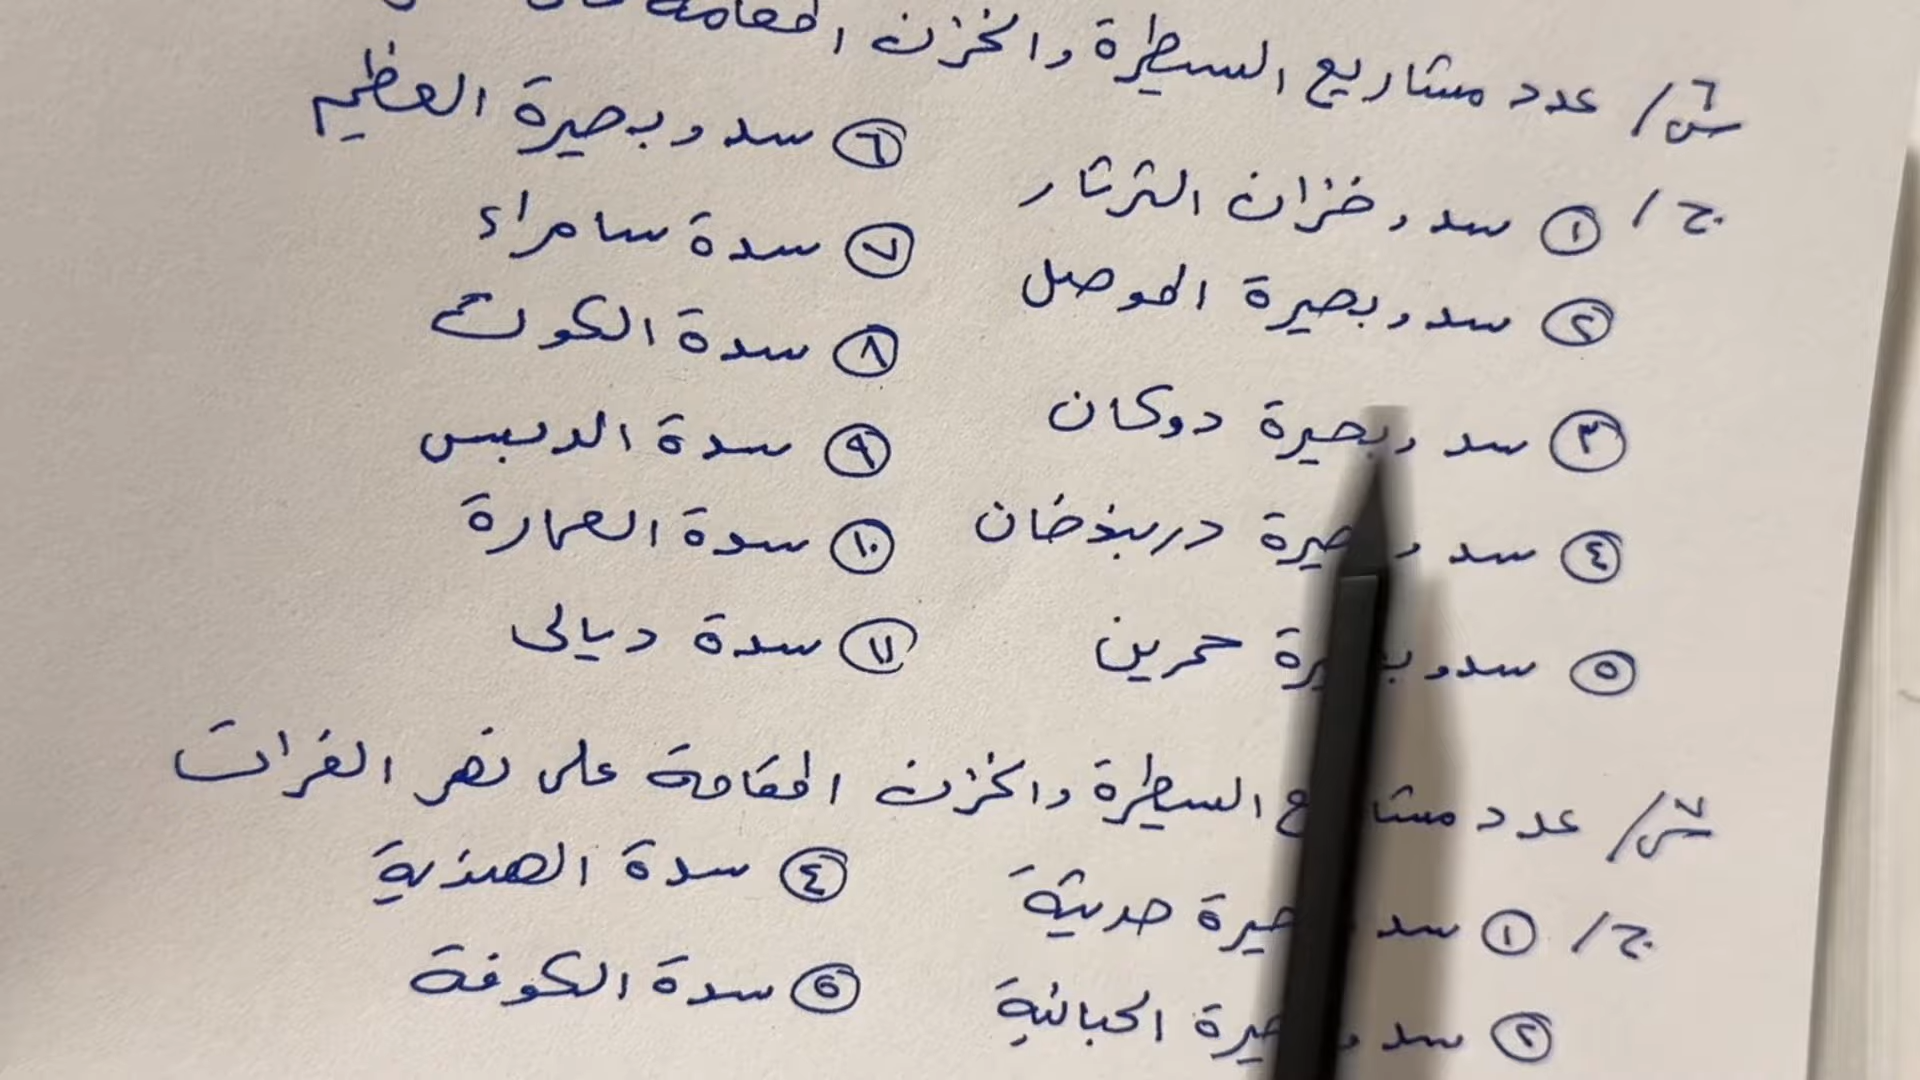 س٦/ عدد مشاريع السيطرة والخزن المقامة
ج/ ① سد وخزان الثرثار
② سد وبحيرة الموصل
③ سد وبحيرة دوكان
④ سد وبحيرة دربندخان
⑤ سد وبحيرة حمرين
⑥ سد وبحيرة العظيم
⑦ سدة سامراء
⑧ سدة الكوت
⑨ سدة الدبس
⑩ سدة العمارة
⑪ سدة ديالى
س٧/ عدد مشاريع السيطرة والخزن المقامة على نهر الفرات
ج/ ① سد وبحيرة حديثة
② سد وبحيرة الحبانية
④ سدة الهندية
⑤ سدة الكوفة